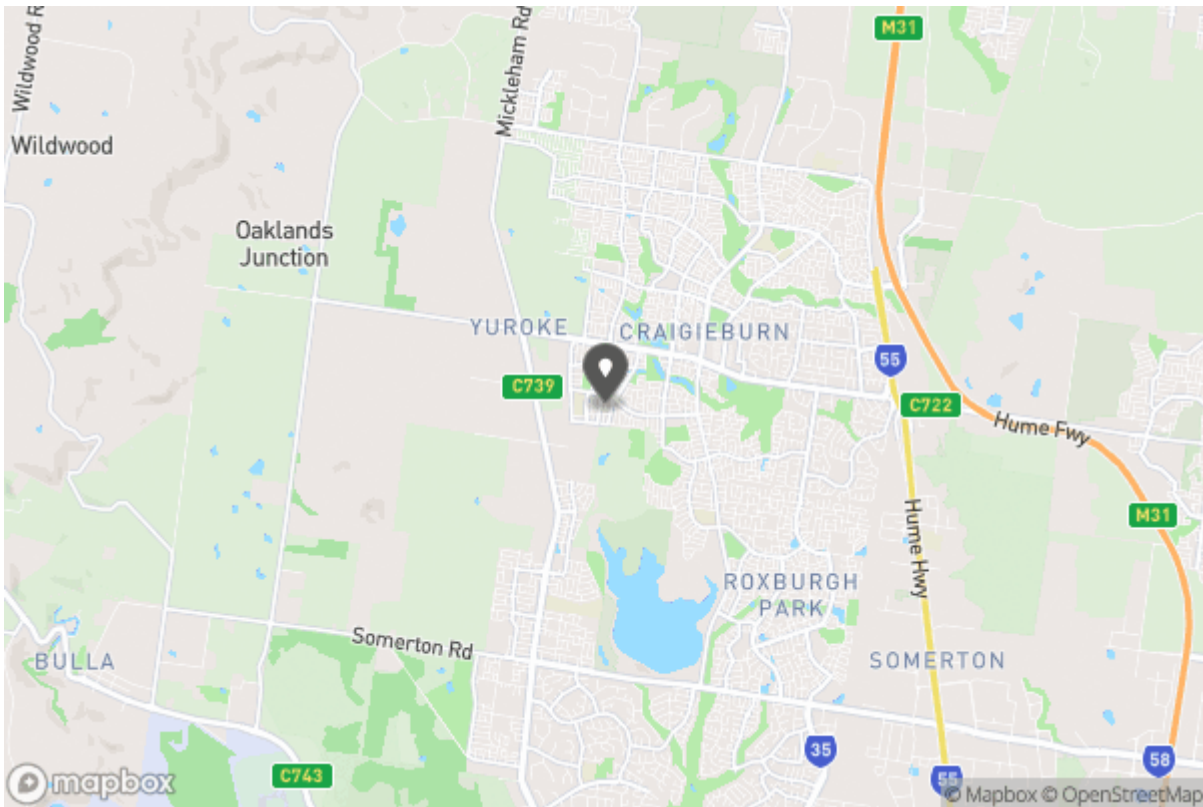 Wildwood R
Mickleham Rd
M31
Wildwood
Oaklands
Junction
YUROKE
CRAIGIEBURN
55
C739
C722
Hume Fwy
M31
Hume Hwy
ROXBURGH
PARK
Somerton Rd
BULLA
SOMERTON
35
58
C743
55
mapbox
© Mapbox © OpenStreetMap